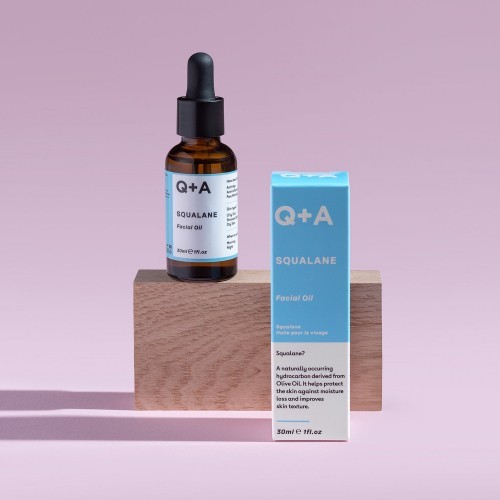 Q+A
SQUALANE
Facial Oil
30ml ℮ 1fl.oz
Q+A
SQUALANE
Facial Oil
Squalane
Huile pour le visage
Squalane?
A naturally occurring
hydrocarbon derived from
Olive Oil. It helps protect
the skin against moisture
loss and improves
skin texture.
30ml ℮ 1fl.oz